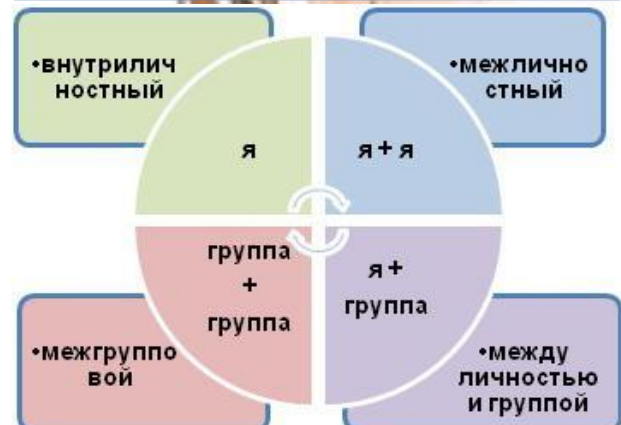 •внутрилич
ностный
•межлично
стный
я
я + я
группа
+
группа
я +
группа
•межгруппо
вой
•между
личностью
и группой